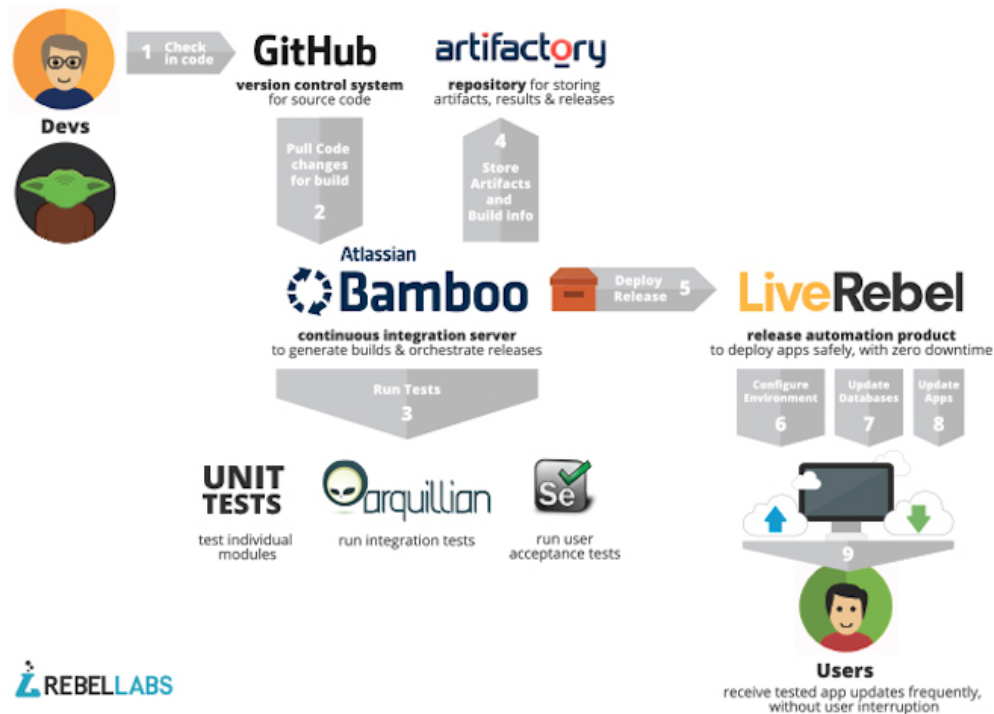 1 Check
in code
GitHub
version control system
for source code
artifactory
repository for storing
artifacts, results & releases
Devs
Pull Code
changes
for build
2
4
Store
Artifacts
and
Build info
Atlassian
Bamboo
continuous integration server
to generate builds & orchestrate releases
Deploy
Release 5
LiveRebel
release automation product
to deploy apps safely, with zero downtime
Run Tests
3
Configure
Environment
6
Update
Databases
7
Update
Apps
8
UNIT
TESTS
test individual
modules
arquillian
run integration tests
Se
run user
acceptance tests
9
Users
receive tested app updates frequently,
without user interruption
REBELLABS